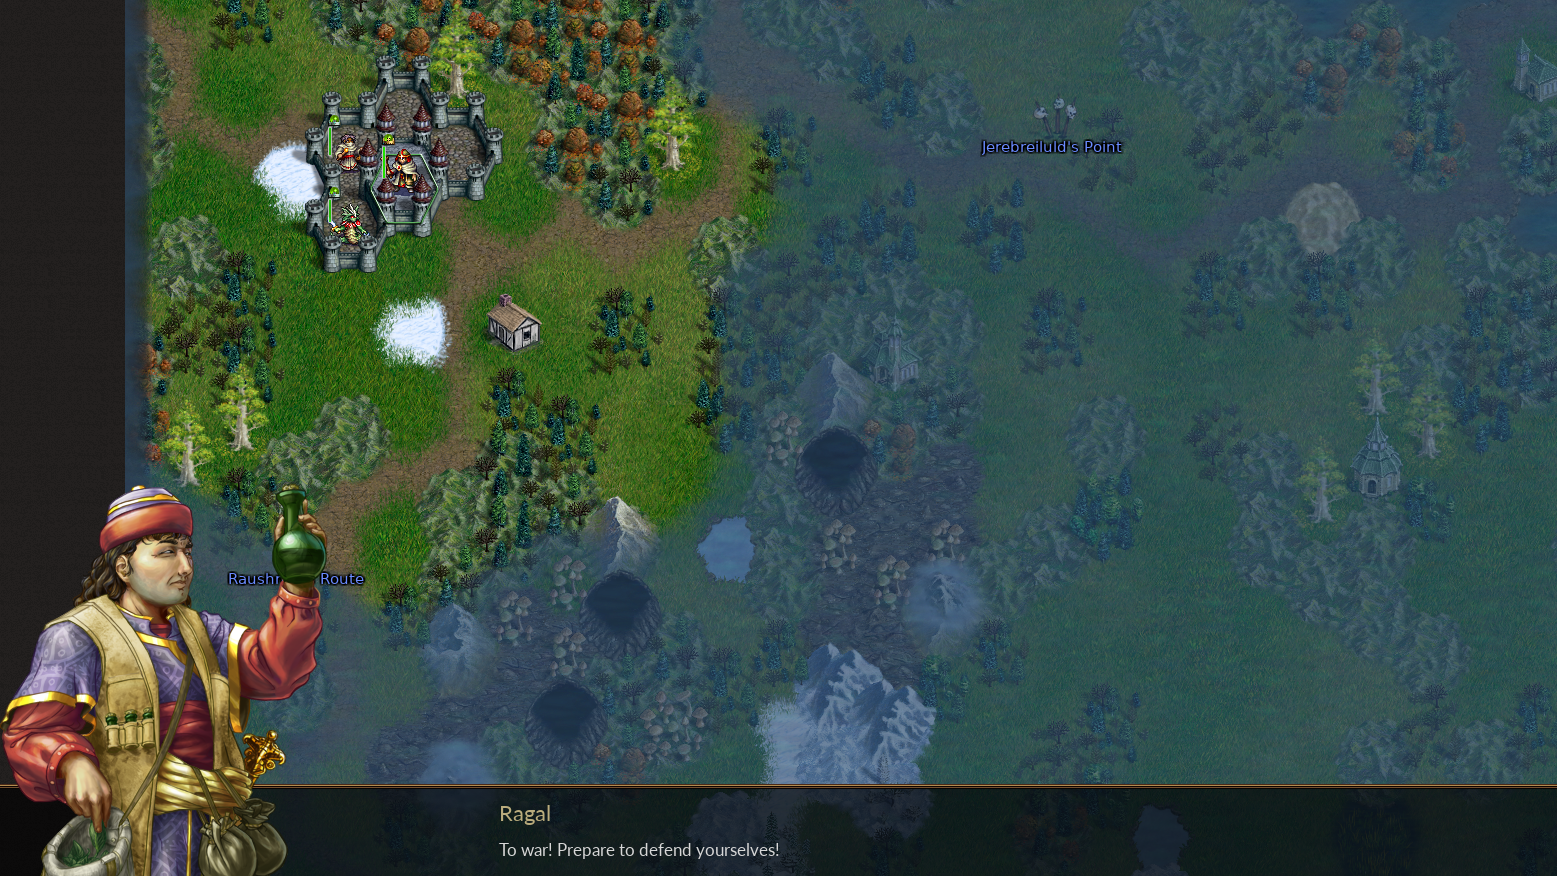 Jerebreiluld's Point
Route
Ragal
To war! Prepare to defend yourselves!